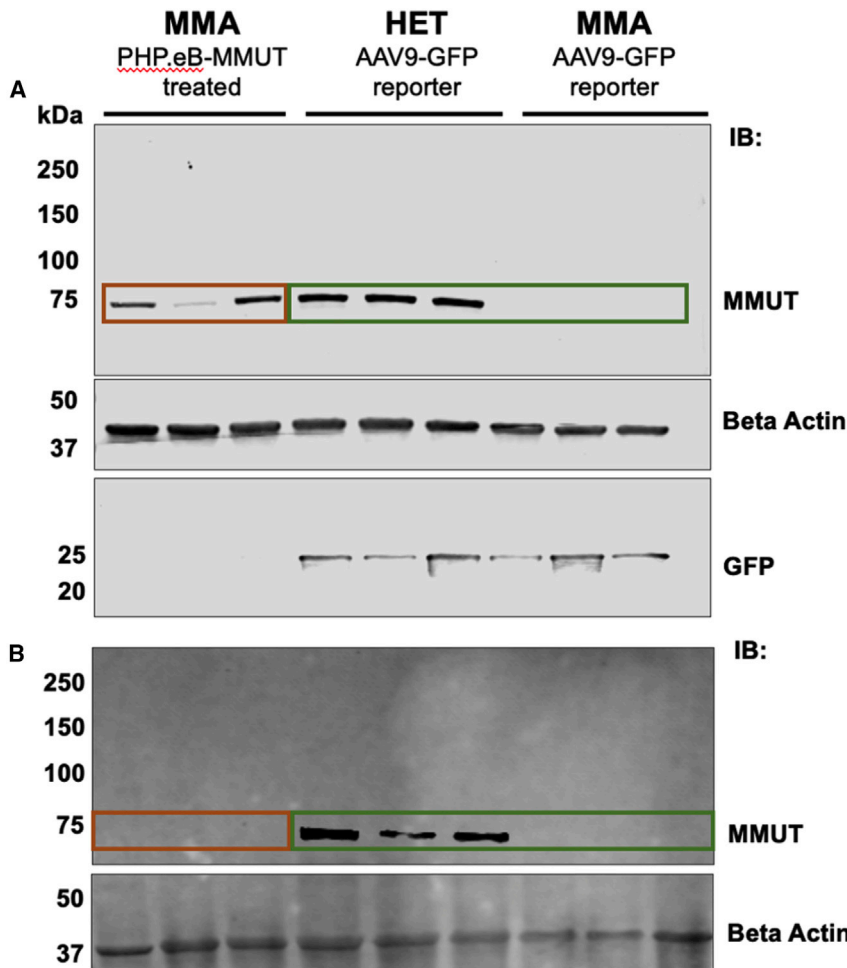 MMA
PHP.eB-MMUT
treated
HET
AAV9-GFP
reporter
MMA
AAV9-GFP
reporter
A
kDa
IB:
250
150
100
75
MMUT
50
Beta Actin
37
25
GFP
20
B
IB:
250
150
100
75
MMUT
50
Beta Actin
37